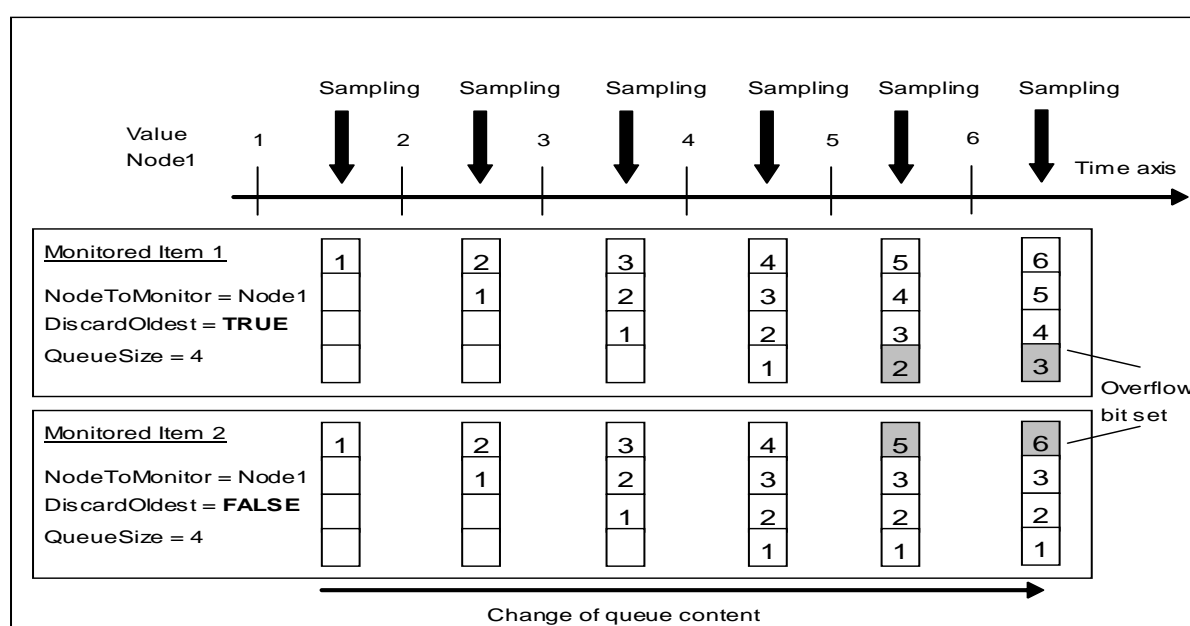 Sampling Sampling Sampling Sampling Sampling Sampling
Value
Node1
1 2 3 4 5 6
Time axis
Monitored Item 1
NodeToMonitor = Node1
DiscardOldest = TRUE
QueueSize = 4
1 2 3 4 5 6
1 2 3 4 5
1 2 3 4
1 2 3
Overflow
bit set
Monitored Item 2
NodeToMonitor = Node1
DiscardOldest = FALSE
QueueSize = 4
1 2 3 4 5 6
1 2 3 3 3
1 2 2 2
1 1 1
Change of queue content